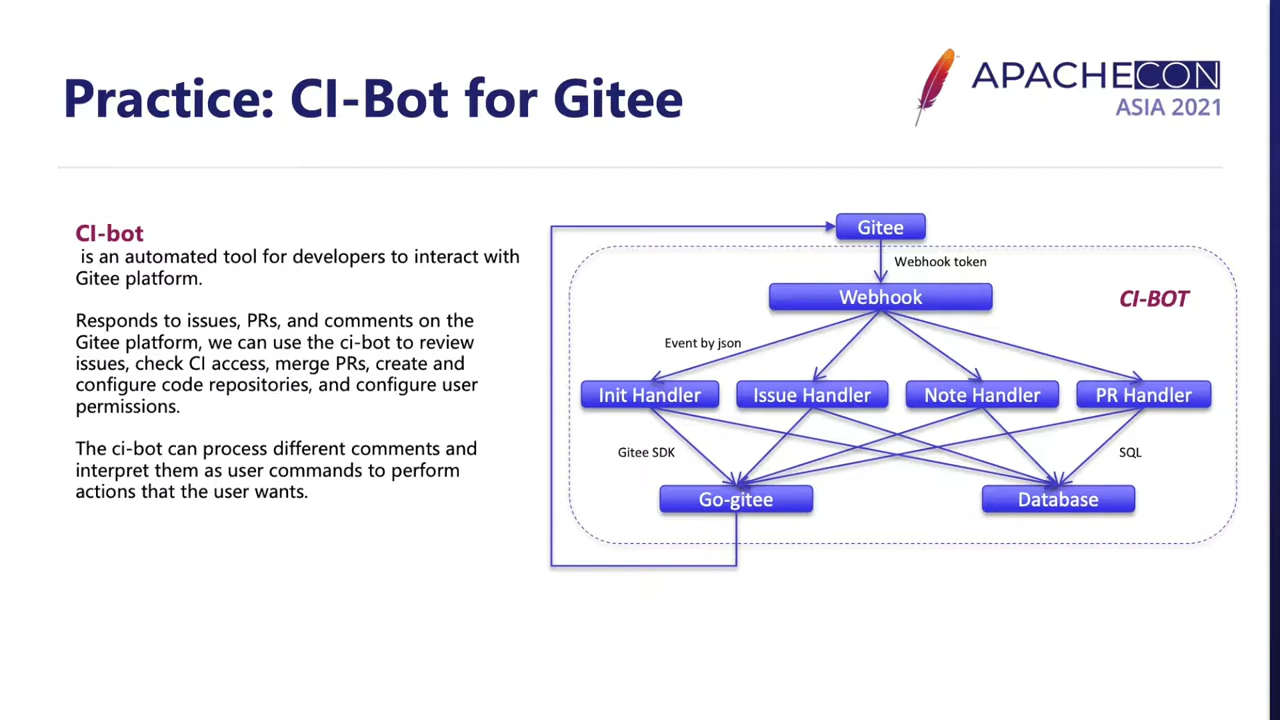 Practice: CI-Bot for Gitee
APACHECON
ASIA 2021
CI-bot
is an automated tool for developers to interact with
Gitee platform.
Responds to issues, PRs, and comments on the
Gitee platform, we can use the ci-bot to review
issues, check CI access, merge PRs, create and
configure code repositories, and configure user
permissions.
The ci-bot can process different comments and
interpret them as user commands to perform
actions that the user wants.
Gitee
Webhook token
Webhook
CI-BOT
Event by json
Init Handler
Issue Handler
Note Handler
PR Handler
Gitee SDK
SQL
Go-gitee
Database